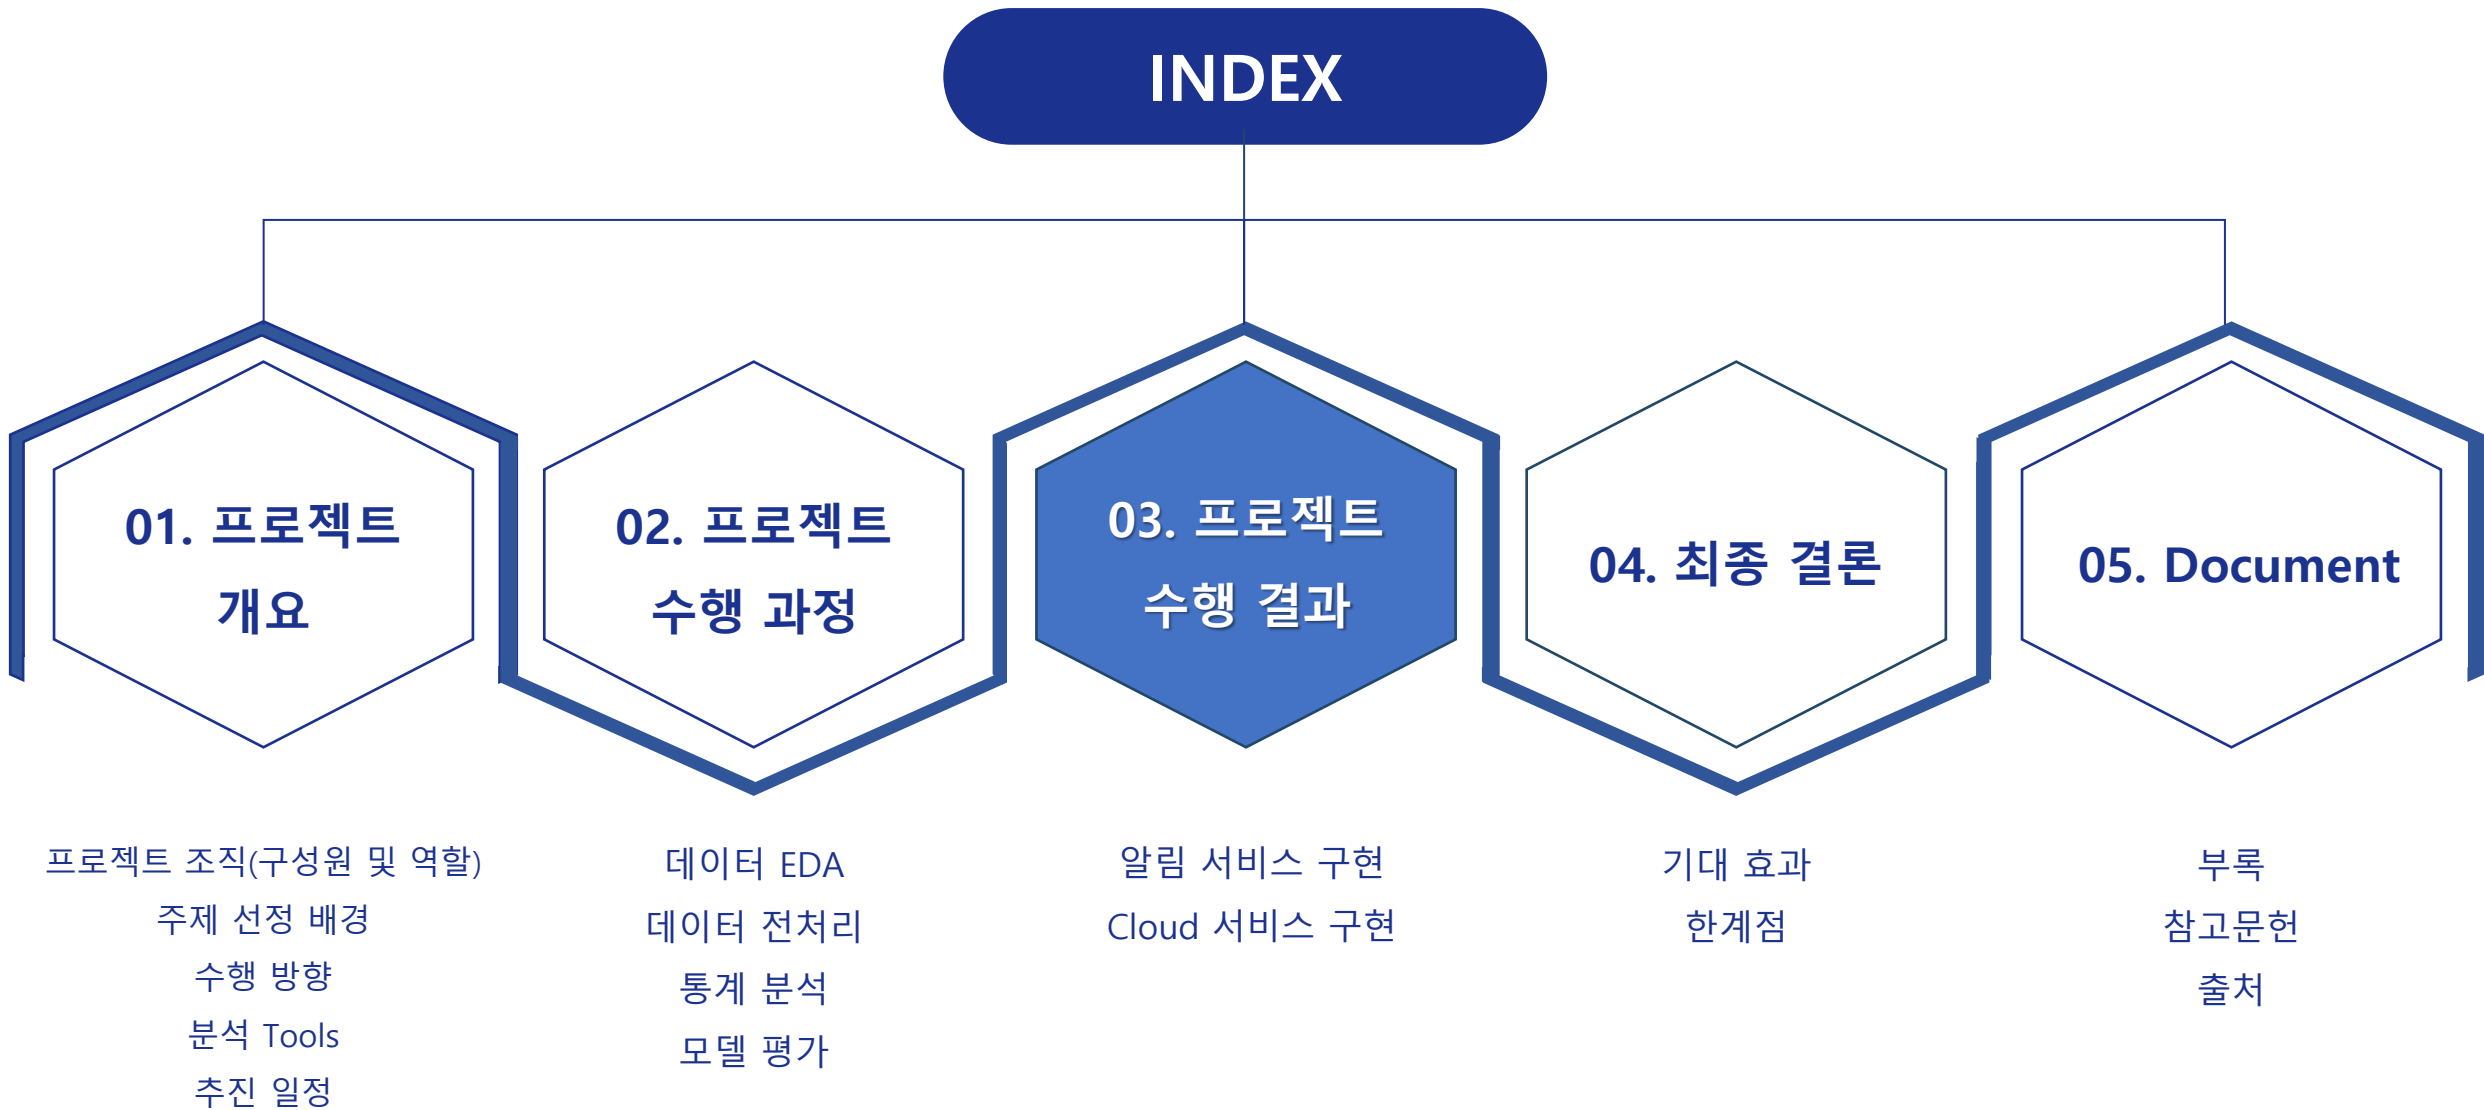 INDEX
01. 프로젝트
개요
02. 프로젝트
수행 과정
03. 프로젝트
수행 결과
04. 최종 결론
05. Document
프로젝트 조직(구성원 및 역할)
주제 선정 배경
수행 방향
분석 Tools
추진 일정
데이터 EDA
데이터 전처리
통계 분석
모델 평가
알림 서비스 구현
Cloud 서비스 구현
기대 효과
한계점
부록
참고문헌
출처